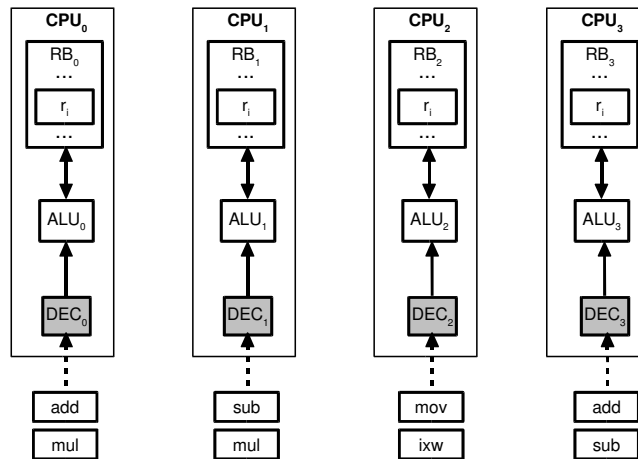 CPU₀ CPU₁ CPU₂ CPU₃
RB₀ RB₁ RB₂ RB₃
... ... ... ...
rᵢ rᵢ rᵢ rᵢ
... ... ... ...
ALU₀ ALU₁ ALU₂ ALU₃
DEC₀ DEC₁ DEC₂ DEC₃
add sub mov add
mul mul ixw sub